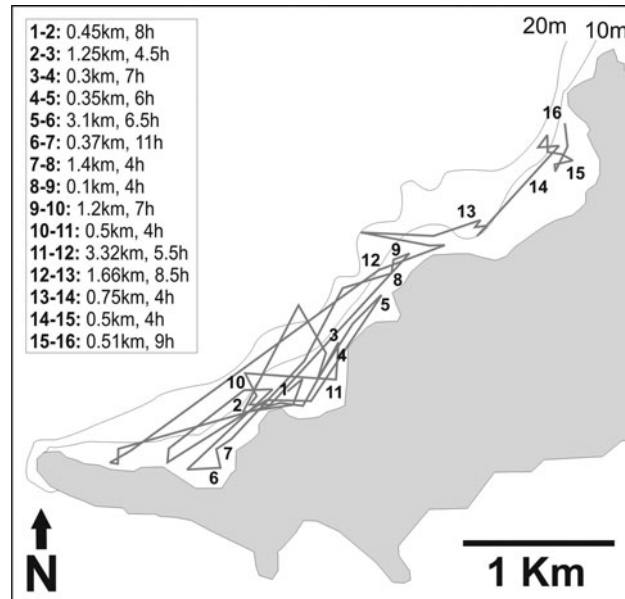 1-2: 0.45km, 8h
2-3: 1.25km, 4.5h
3-4: 0.3km, 7h
4-5: 0.35km, 6h
5-6: 3.1km, 6.5h
6-7: 0.37km, 11h
7-8: 1.4km, 4h
8-9: 0.1km, 4h
9-10: 1.2km, 7h
10-11: 0.5km, 4h
11-12: 3.32km, 5.5h
12-13: 1.66km, 8.5h
13-14: 0.75km, 4h
14-15: 0.5km, 4h
15-16: 0.51km, 9h
20m 10m
16
15
14
13
9
12
8
5
3
4
10
1
11
2
7
6
N
1 Km